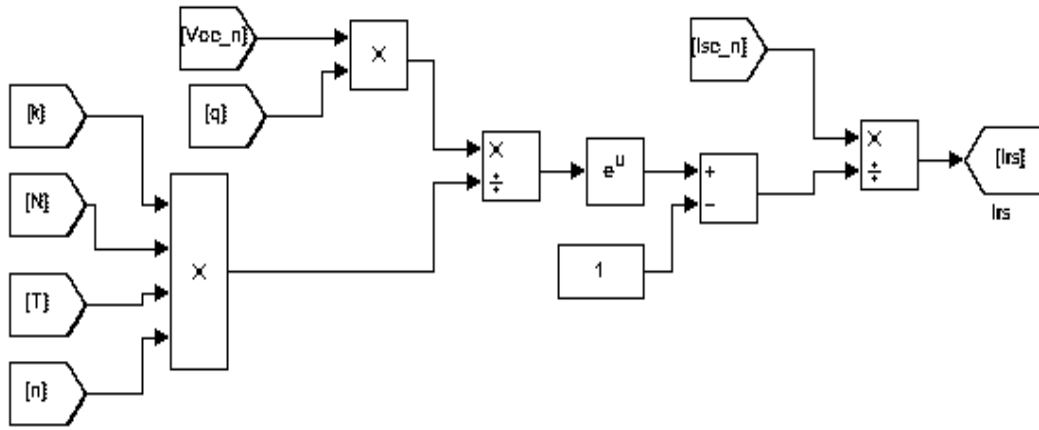 [Voc_n]
×
[q]
[k]
[N]
[T]
[n]
×
×
÷
e^u
+
−
1
[Isc_n]
×
÷
[Irs]
Irs